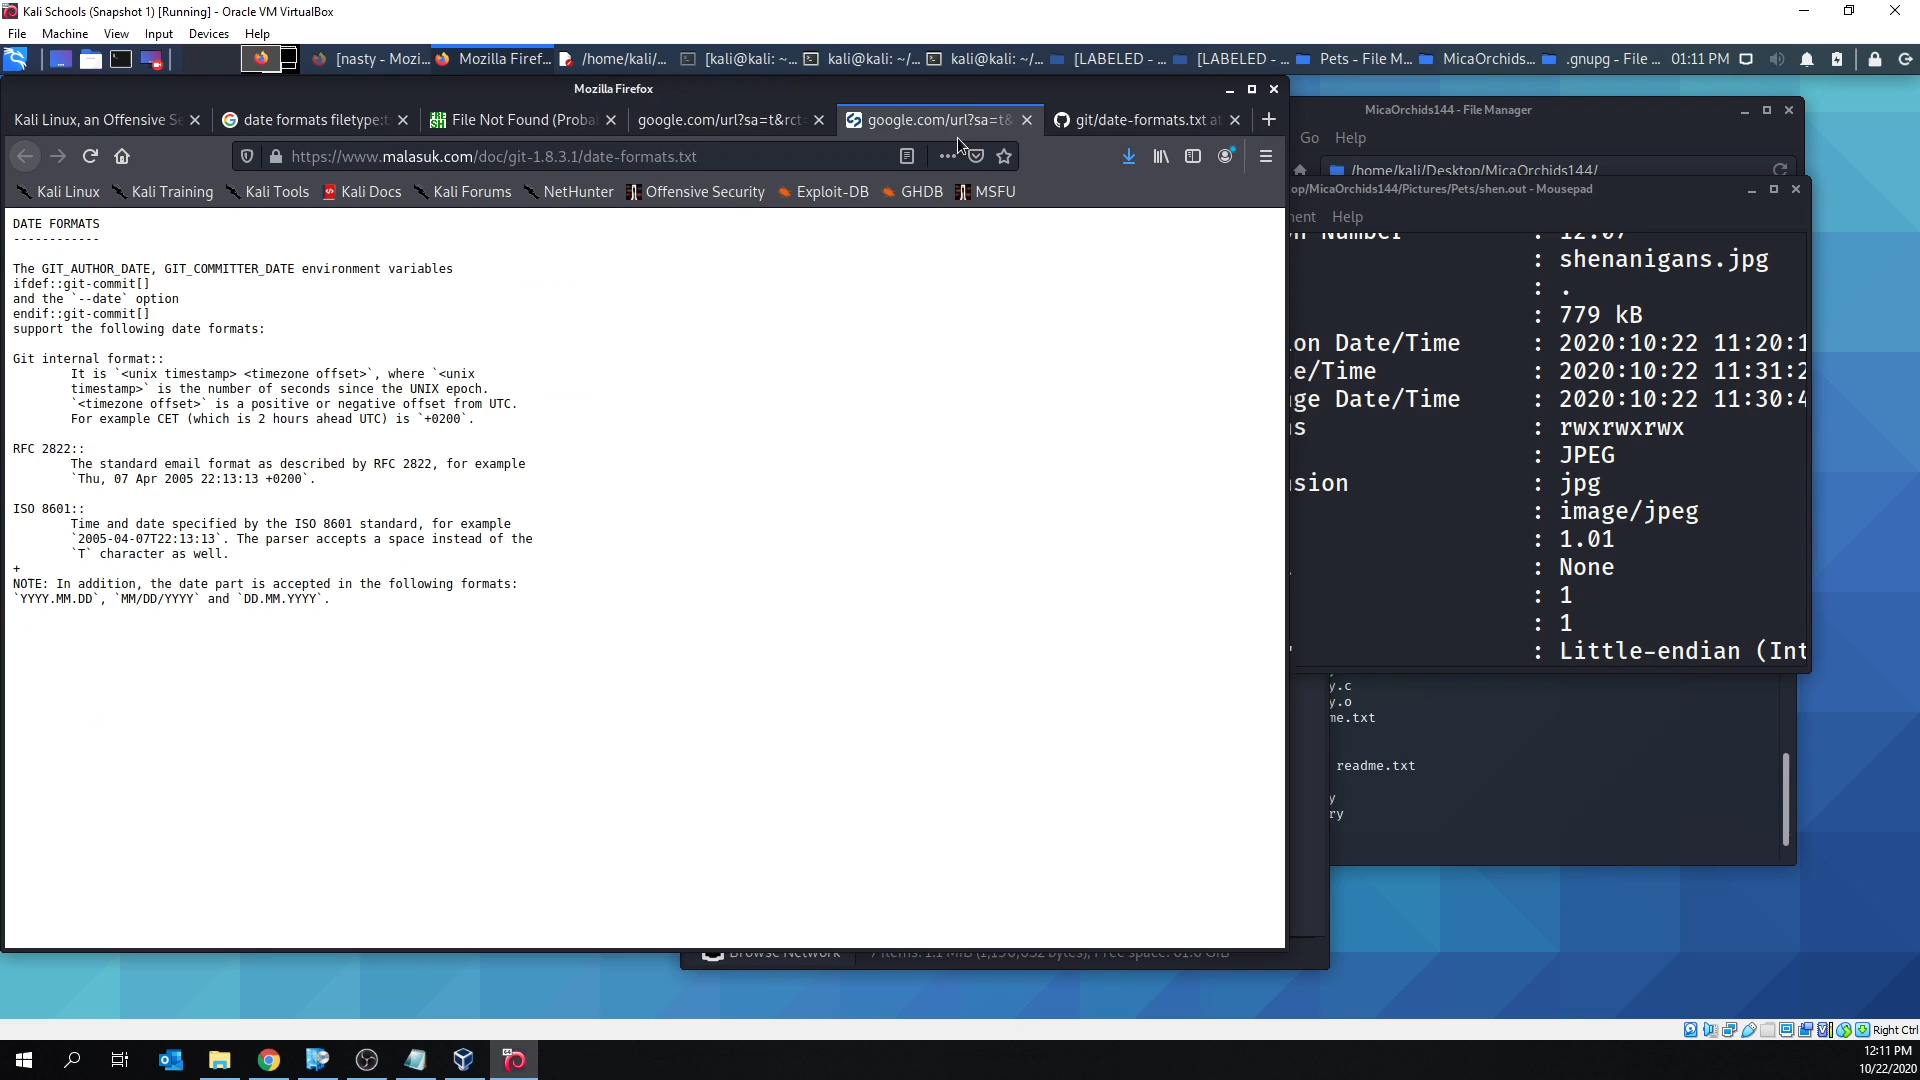 Kali Schools (Snapshot 1) [Running] - Oracle VM VirtualBox
File Machine View Input Devices Help
[nasty - Mozi... Mozilla Firef... /home/kali/... [kali@kali: ~... kali@kali: ~/... kali@kali: ~/... [LABELED - ... [LABELED - ... Pets - File M... MicaOrchids... .gnupg - File ... 01:11 PM
Mozilla Firefox
Kali Linux, an Offensive Se date formats filetype:t File Not Found (Proba google.com/url?sa=t&rct google.com/url?sa=t& git/date-formats.txt at
https://www.malasuk.com/doc/git-1.8.3.1/date-formats.txt
Kali Linux Kali Training Kali Tools Kali Docs Kali Forums NetHunter Offensive Security Exploit-DB GHDB MSFU
DATE FORMATS
------------
The GIT_AUTHOR_DATE, GIT_COMMITTER_DATE environment variables
ifdef::git-commit[]
and the `--date` option
endif::git-commit[]
support the following date formats:
Git internal format::
It is `<unix timestamp> <timezone offset>`, where `<unix
timestamp>` is the number of seconds since the UNIX epoch.
`<timezone offset>` is a positive or negative offset from UTC.
For example CET (which is 2 hours ahead UTC) is `+0200`.
RFC 2822::
The standard email format as described by RFC 2822, for example
`Thu, 07 Apr 2005 22:13:13 +0200`.
ISO 8601::
Time and date specified by the ISO 8601 standard, for example
`2005-04-07T22:13:13`. The parser accepts a space instead of the
`T` character as well.
+
NOTE: In addition, the date part is accepted in the following formats:
`YYYY.MM.DD`, `MM/DD/YYYY` and `DD.MM.YYYY`.
MicaOrchids144 - File Manager
Go Help
/home/kali/Desktop/MicaOrchids144/
op/MicaOrchids144/Pictures/Pets/shen.out - Mousepad
ent Help
: shenanigans.jpg
: .
: 779 kB
on Date/Time : 2020:10:22 11:20:1
e/Time : 2020:10:22 11:31:2
ge Date/Time : 2020:10:22 11:30:4
s : rwxrwxrwx
: JPEG
sion : jpg
: image/jpeg
: 1.01
: None
: 1
: 1
: Little-endian (Int
y.c
y.o
me.txt
readme.txt
y
ry
Browse Network
Right Ctrl
12:11 PM
10/22/2020